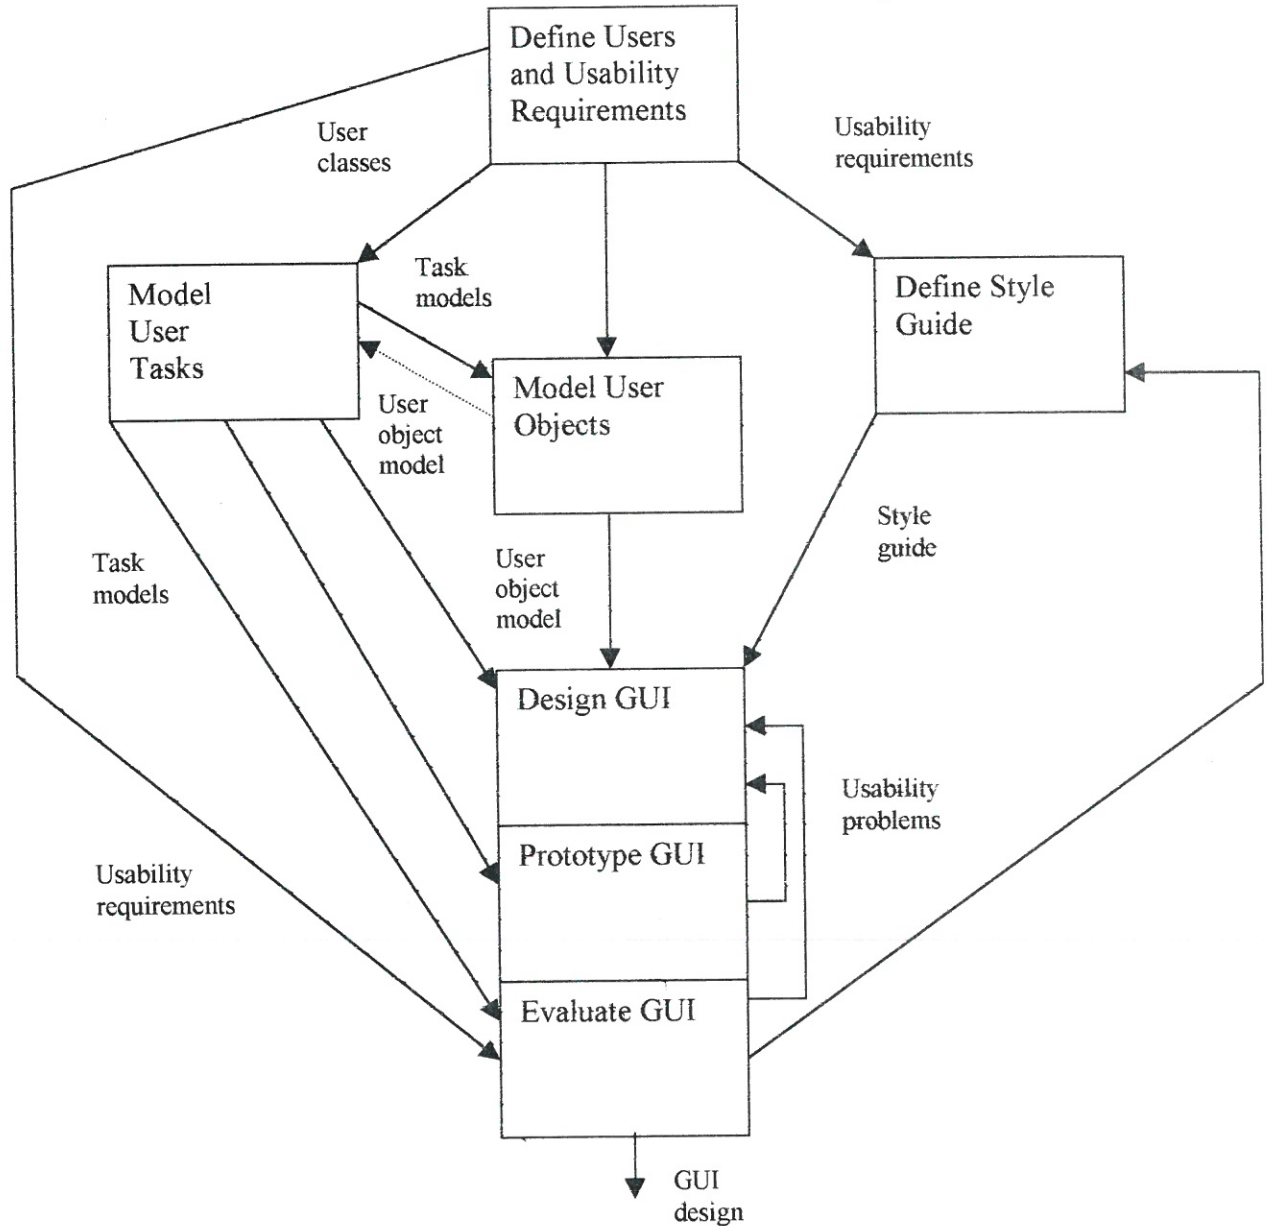 Define Users
and Usability
Requirements
User
classes
Usability
requirements
Model
User
Tasks
Task
models
Define Style
Guide
Model User
Objects
User
object
model
Style
guide
Task
models
User
object
model
Design GUI
Usability
problems
Prototype GUI
Usability
requirements
Evaluate GUI
GUI
design